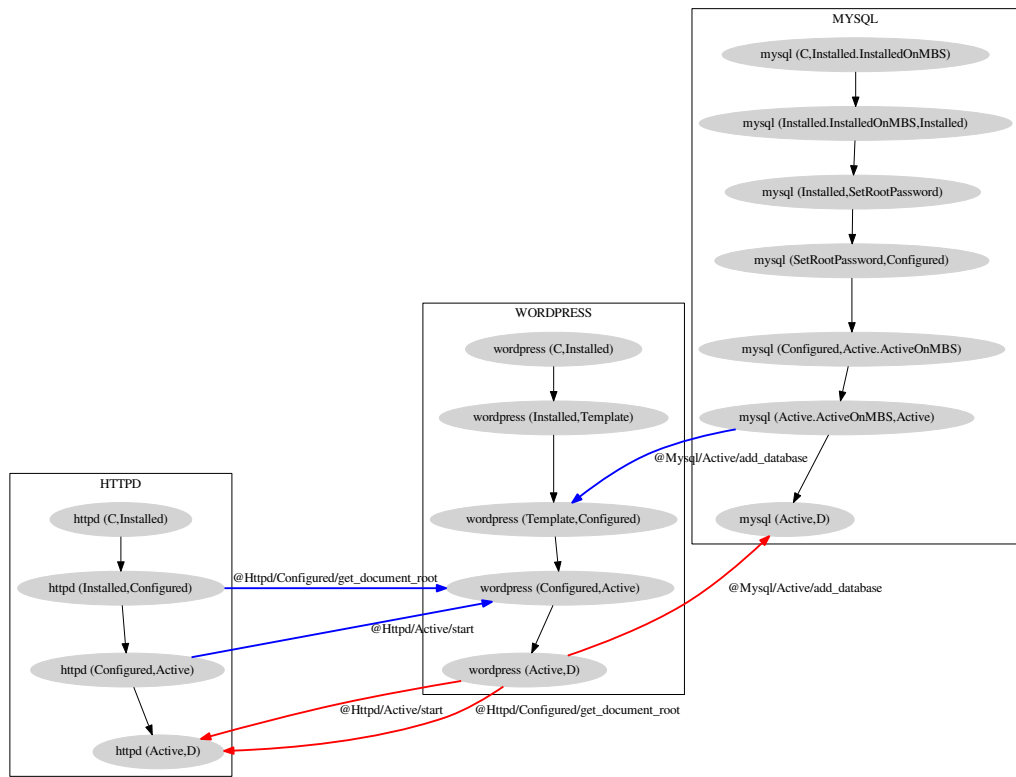 MYSQL
mysql (C,Installed.InstalledOnMBS)
mysql (Installed.InstalledOnMBS,Installed)
mysql (Installed,SetRootPassword)
mysql (SetRootPassword,Configured)
mysql (Configured,Active.ActiveOnMBS)
mysql (Active.ActiveOnMBS,Active)
mysql (Active,D)
WORDPRESS
wordpress (C,Installed)
wordpress (Installed,Template)
wordpress (Template,Configured)
wordpress (Configured,Active)
wordpress (Active,D)
HTTPD
httpd (C,Installed)
httpd (Installed,Configured)
httpd (Configured,Active)
httpd (Active,D)
@Mysql/Active/add_database
@Httpd/Configured/get_document_root
@Mysql/Active/add_database
@Httpd/Active/start
@Httpd/Active/start
@Httpd/Configured/get_document_root